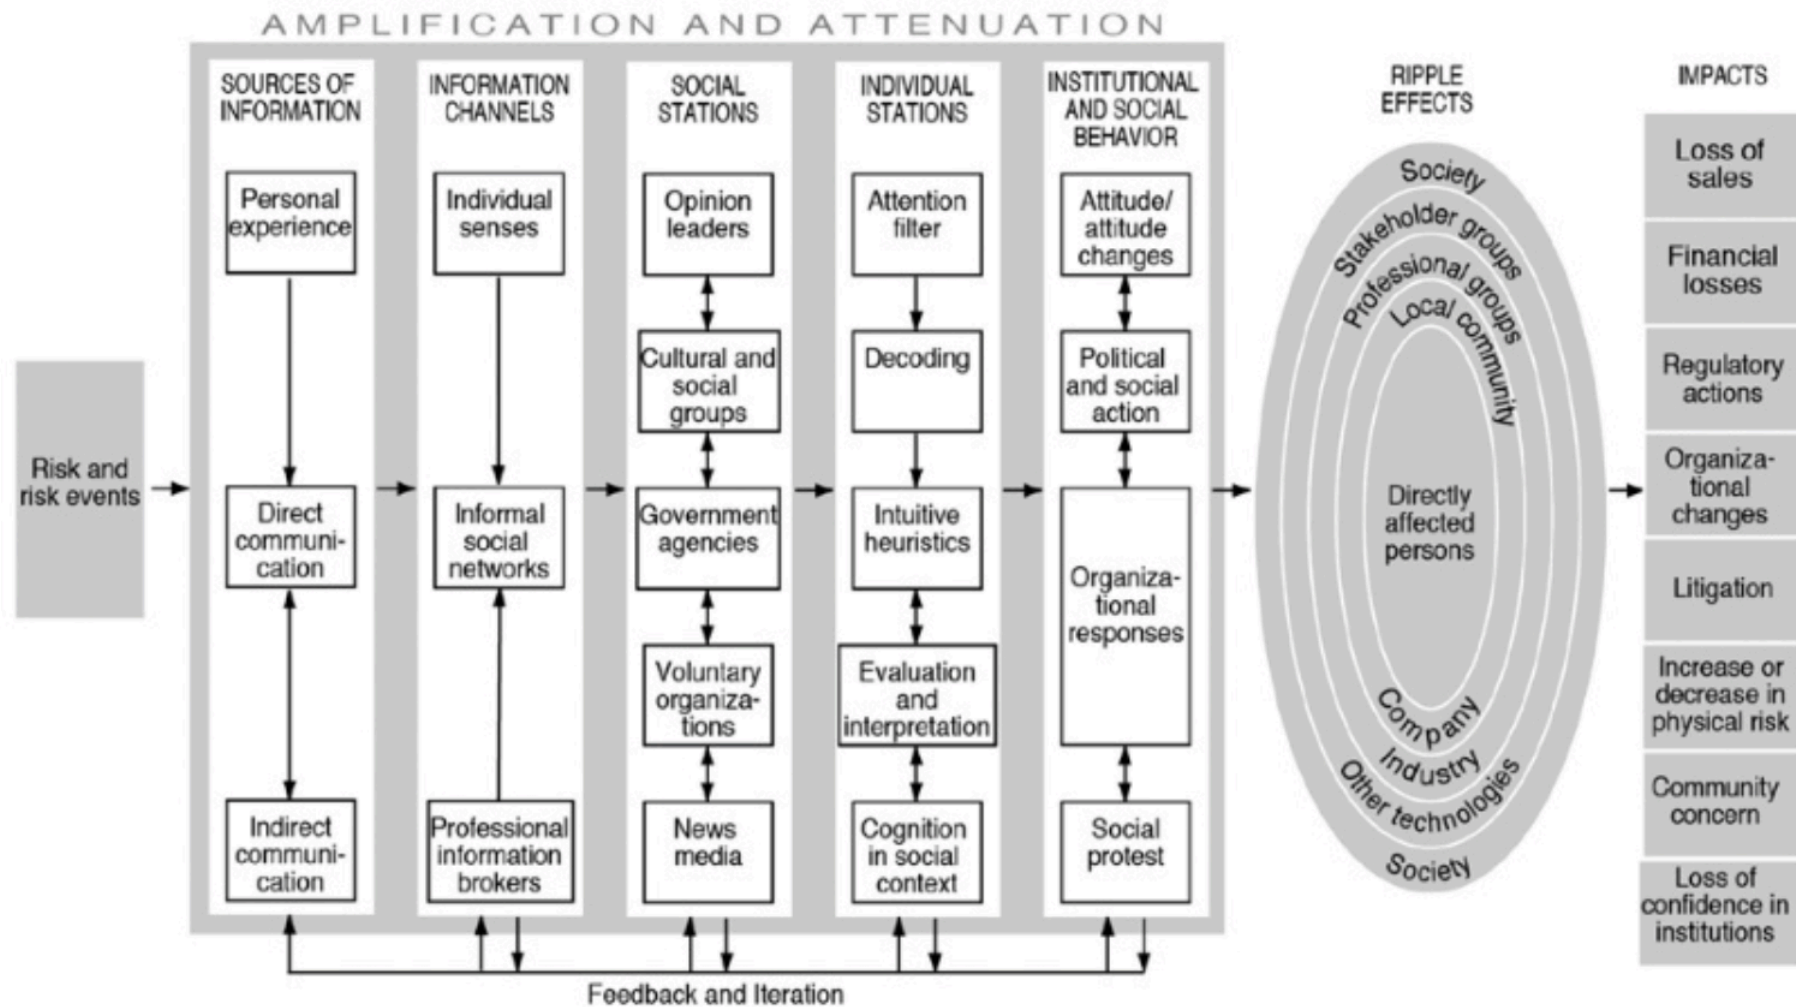 AMPLIFICATION AND ATTENUATION
Risk and
risk events
SOURCES OF
INFORMATION
Personal
experience
Direct
communi-
cation
Indirect
communi-
cation
INFORMATION
CHANNELS
Individual
senses
Informal
social
networks
Professional
information
brokers
SOCIAL
STATIONS
Opinion
leaders
Cultural and
social
groups
Government
agencies
Voluntary
organiza-
tions
News
media
INDIVIDUAL
STATIONS
Attention
filter
Decoding
Intuitive
heuristics
Evaluation
and
interpretation
Cognition
in social
context
INSTITUTIONAL
AND SOCIAL
BEHAVIOR
Attitude/
attitude
changes
Political
and social
action
Organiza-
tional
responses
Social
protest
Feedback and Iteration
RIPPLE
EFFECTS
Society
Stakeholder groups
Professional groups
Local community
Directly
affected
persons
Company
Industry
Other technologies
Society
IMPACTS
Loss of
sales
Financial
losses
Regulatory
actions
Organiza-
tional
changes
Litigation
Increase or
decrease in
physical risk
Community
concern
Loss of
confidence in
institutions